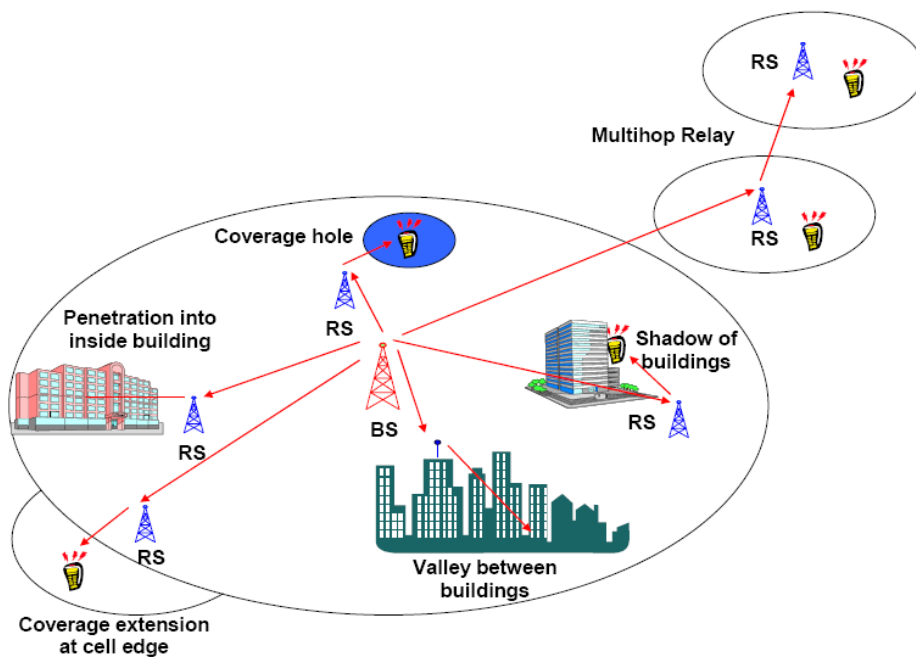 RS
Multihop Relay
RS
Coverage hole
RS
Penetration into
inside building
Shadow of
buildings
RS
BS
RS
RS
Valley between
buildings
Coverage extension
at cell edge